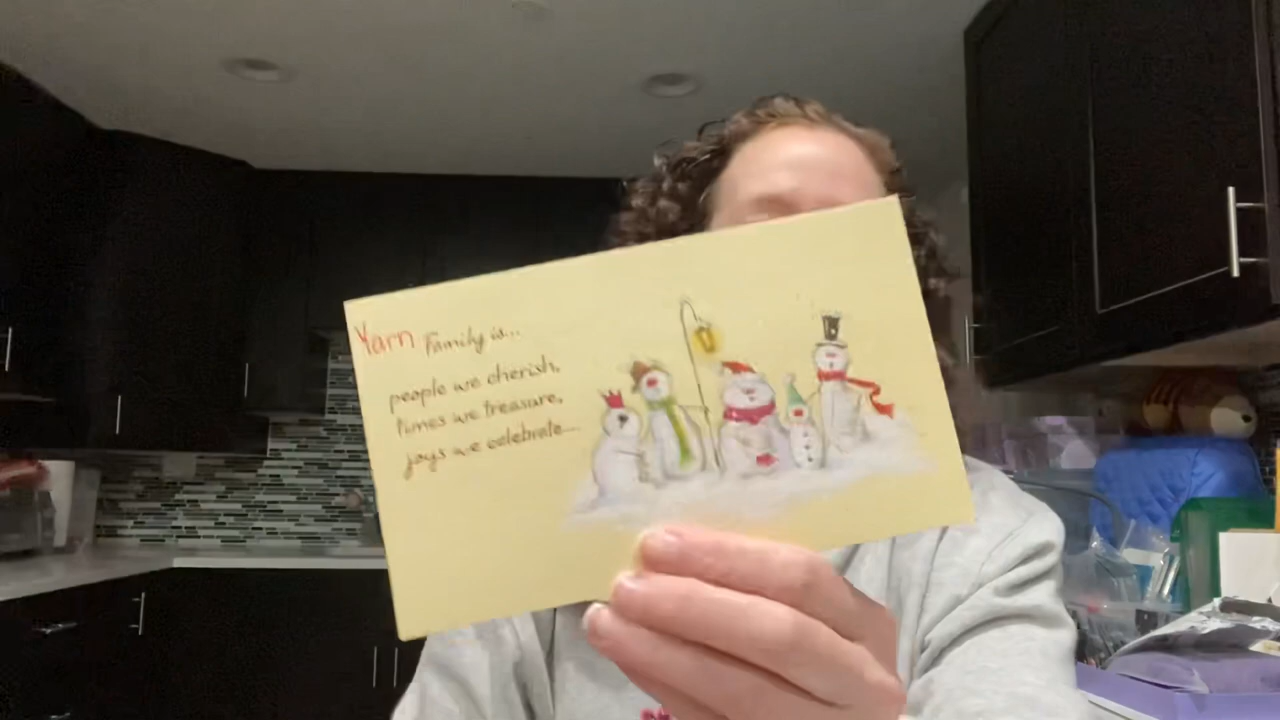 Yarn Family is...
people we cherish,
times we treasure,
joys we celebrate...